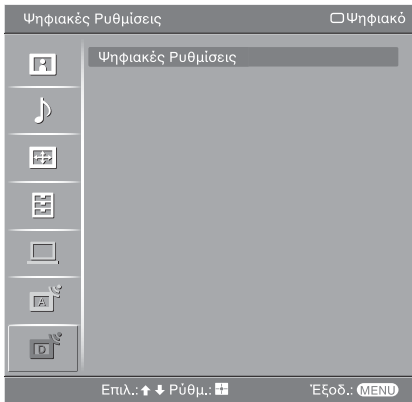 Ψηφιακές Ρυθμίσεις Ψηφιακό
Ψηφιακές Ρυθμίσεις
A
D
Επιλ.: Ρύθμ.: Έξοδ.: MENU